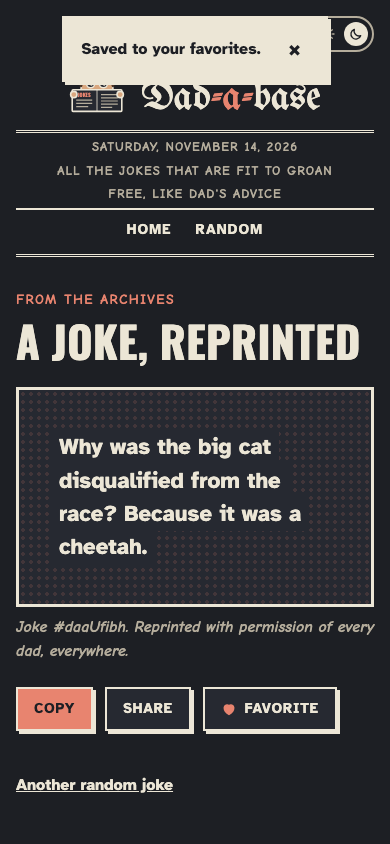 Saved to your favorites. ×
JOKES
Dad-a-base
SATURDAY, NOVEMBER 14, 2026
ALL THE JOKES THAT ARE FIT TO GROAN
FREE, LIKE DAD'S ADVICE
HOME RANDOM
FROM THE ARCHIVES
A JOKE, REPRINTED
Why was the big cat
disqualified from the
race? Because it was a
cheetah.
Joke #daaUfibh. Reprinted with permission of every
dad, everywhere.
COPY SHARE FAVORITE
Another random joke